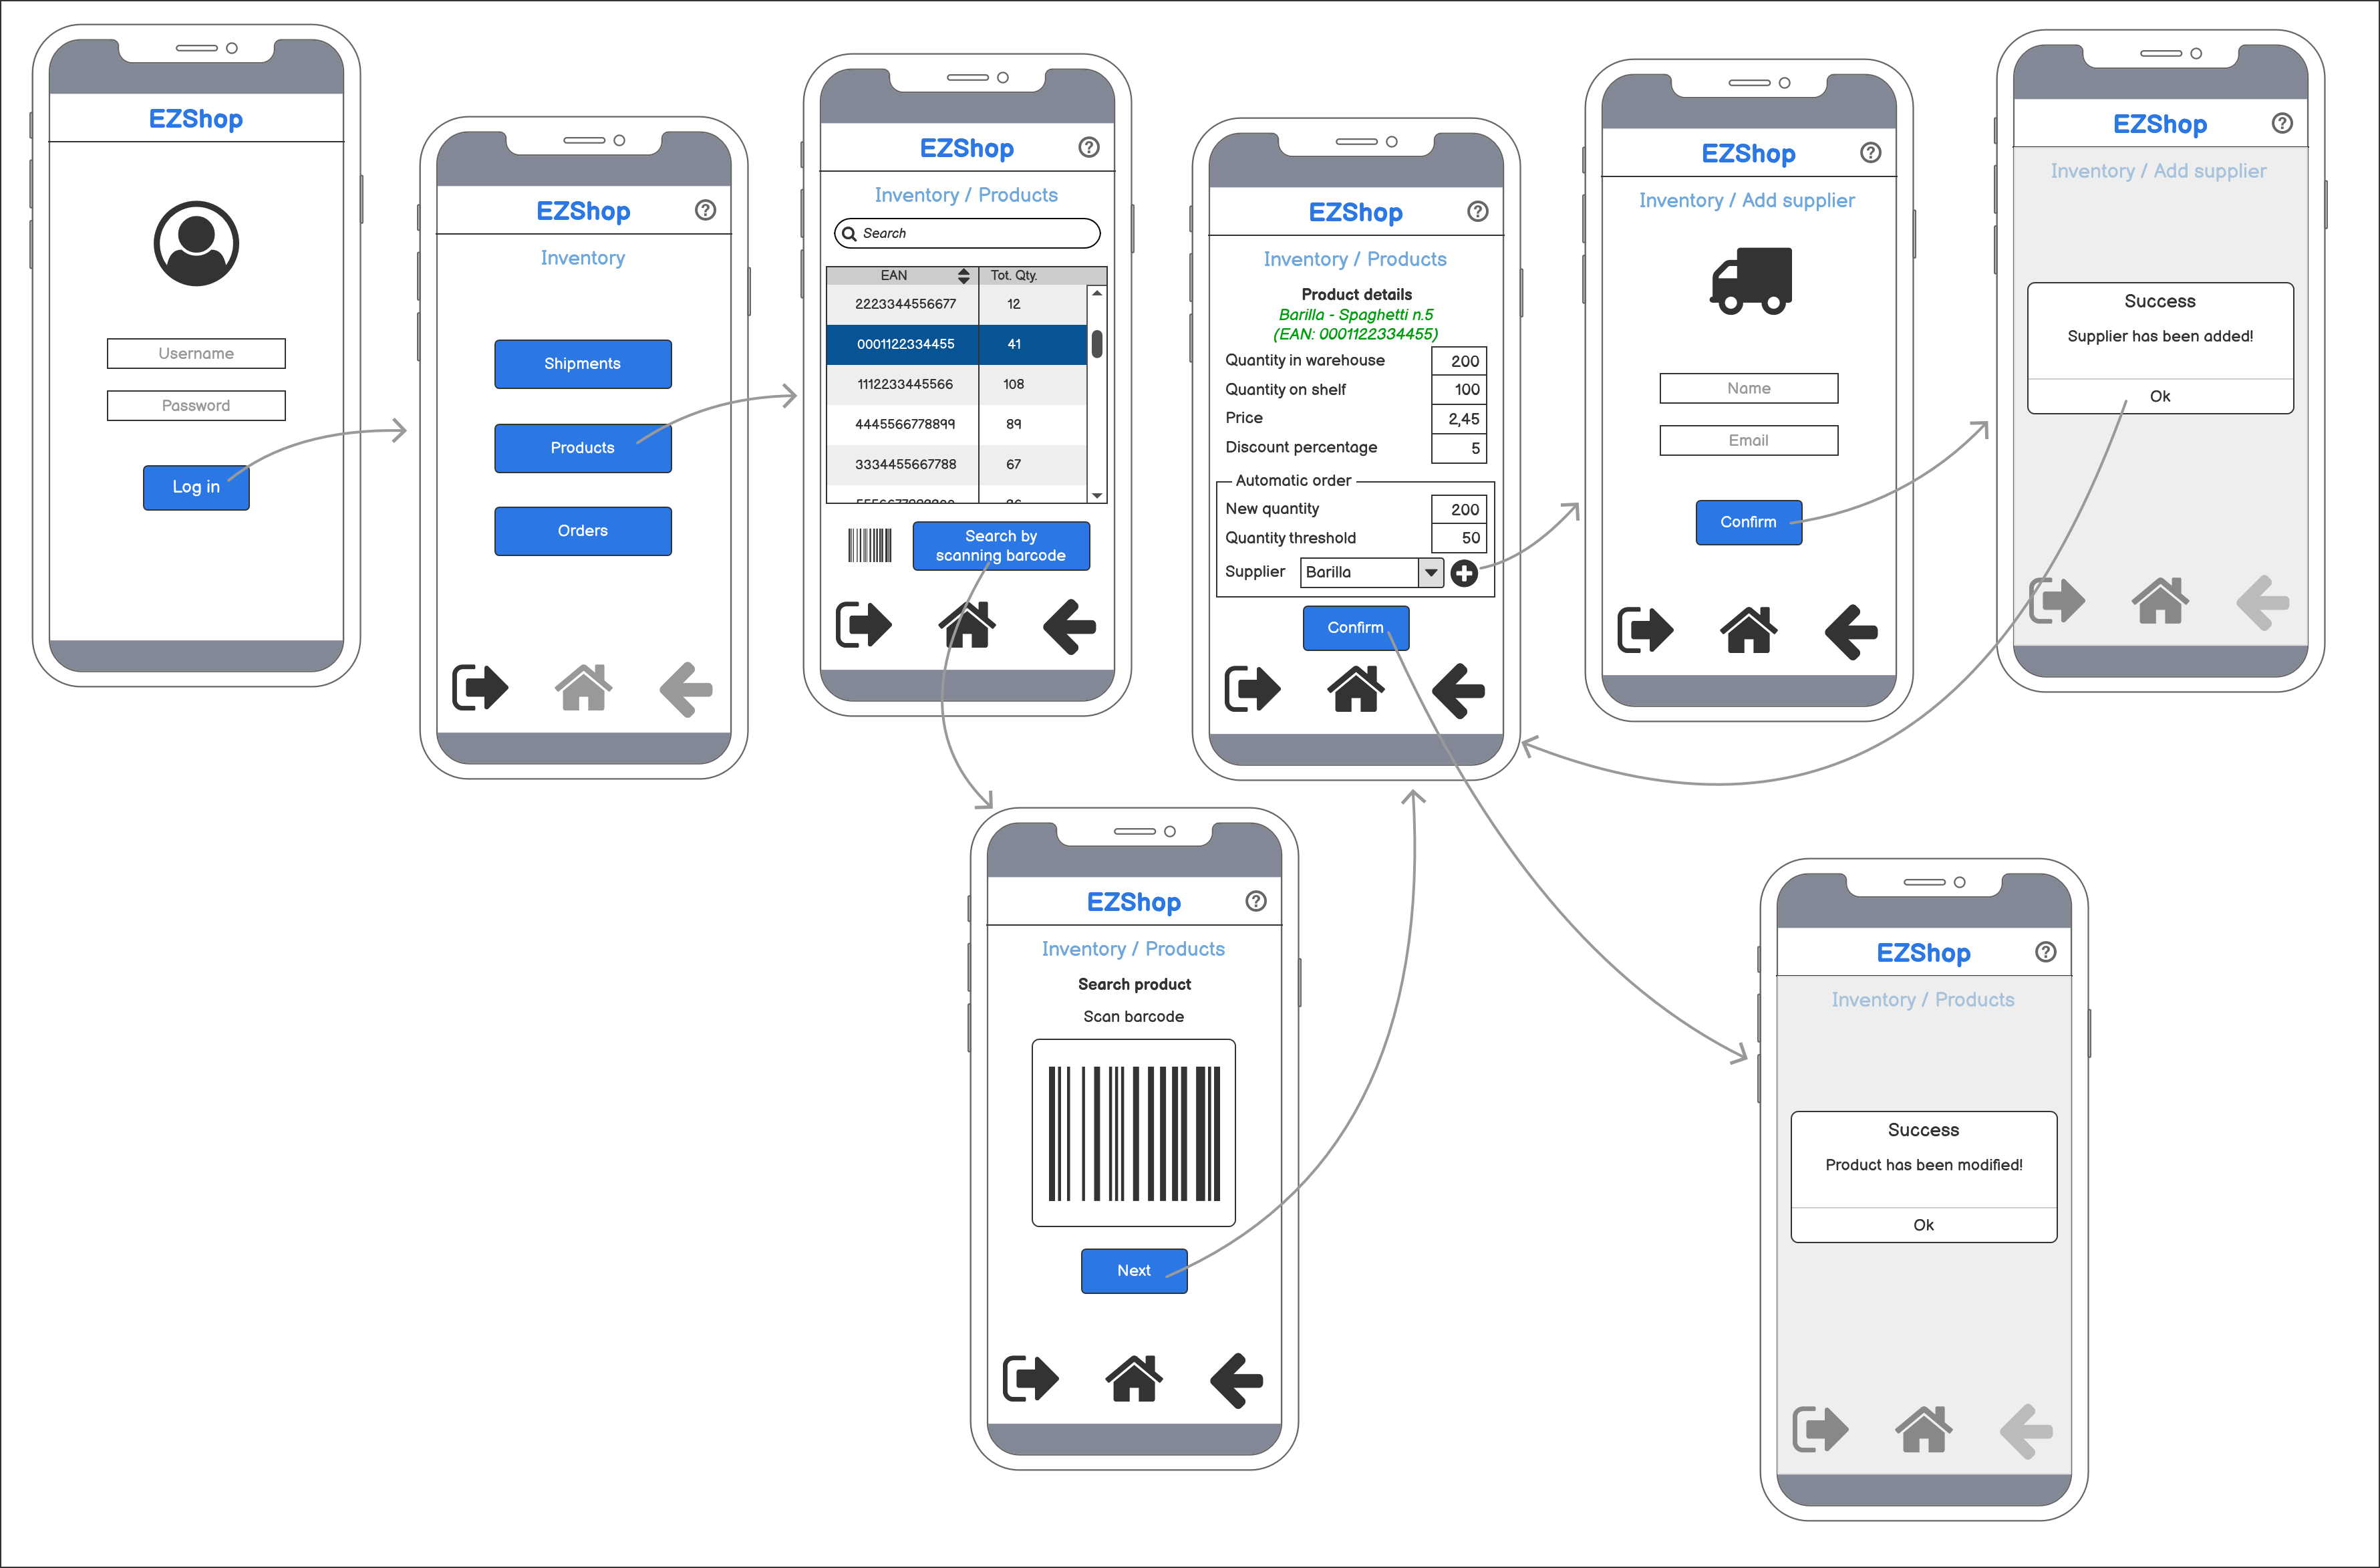 EZShop
Username
Password
Log in
EZShop
?
Inventory
Shipments
Products
Orders
EZShop
?
Inventory / Products
Search
EAN
Tot. Qty.
2223344556677
12
0001122334455
41
1112233445566
108
4445566778899
89
3334455667788
67
Search by
scanning barcode
EZShop
?
Inventory / Products
Product details
Barilla - Spaghetti n.5
(EAN: 0001122334455)
Quantity in warehouse
200
Quantity on shelf
100
Price
2,45
Discount percentage
5
Automatic order
New quantity
200
Quantity threshold
50
Supplier
Barilla
Confirm
EZShop
?
Inventory / Add supplier
Name
Email
Confirm
EZShop
?
Inventory / Add supplier
Success
Supplier has been added!
Ok
EZShop
?
Inventory / Products
Search product
Scan barcode
Next
EZShop
?
Inventory / Products
Success
Product has been modified!
Ok